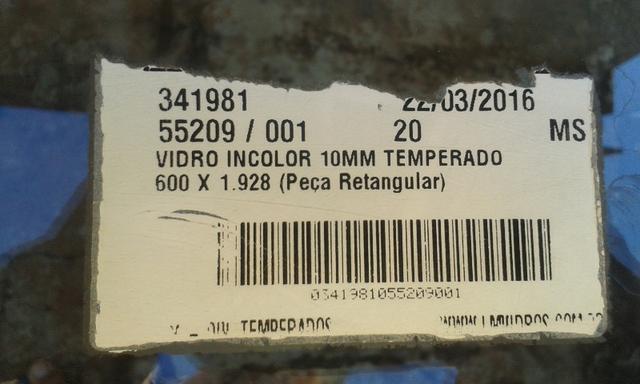 341981 22/03/2016
55209 / 001 20 MS
VIDRO INCOLOR 10MM TEMPERADO
600 X 1.928 (Peça Retangular)
0341981055209001
TEMPERADOS